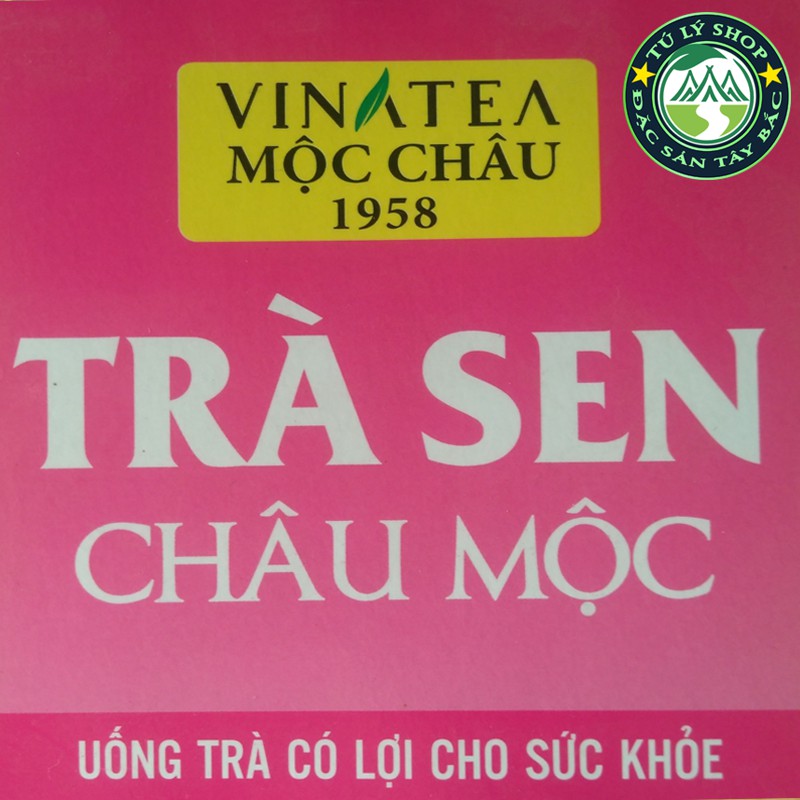 VINATEA
MỘC CHÂU
1958
TÚ LÝ SHOP
ĐẶC SẢN TÂY BẮC
TRÀ SEN
CHÂU MỘC
UỐNG TRÀ CÓ LỢI CHO SỨC KHỎE